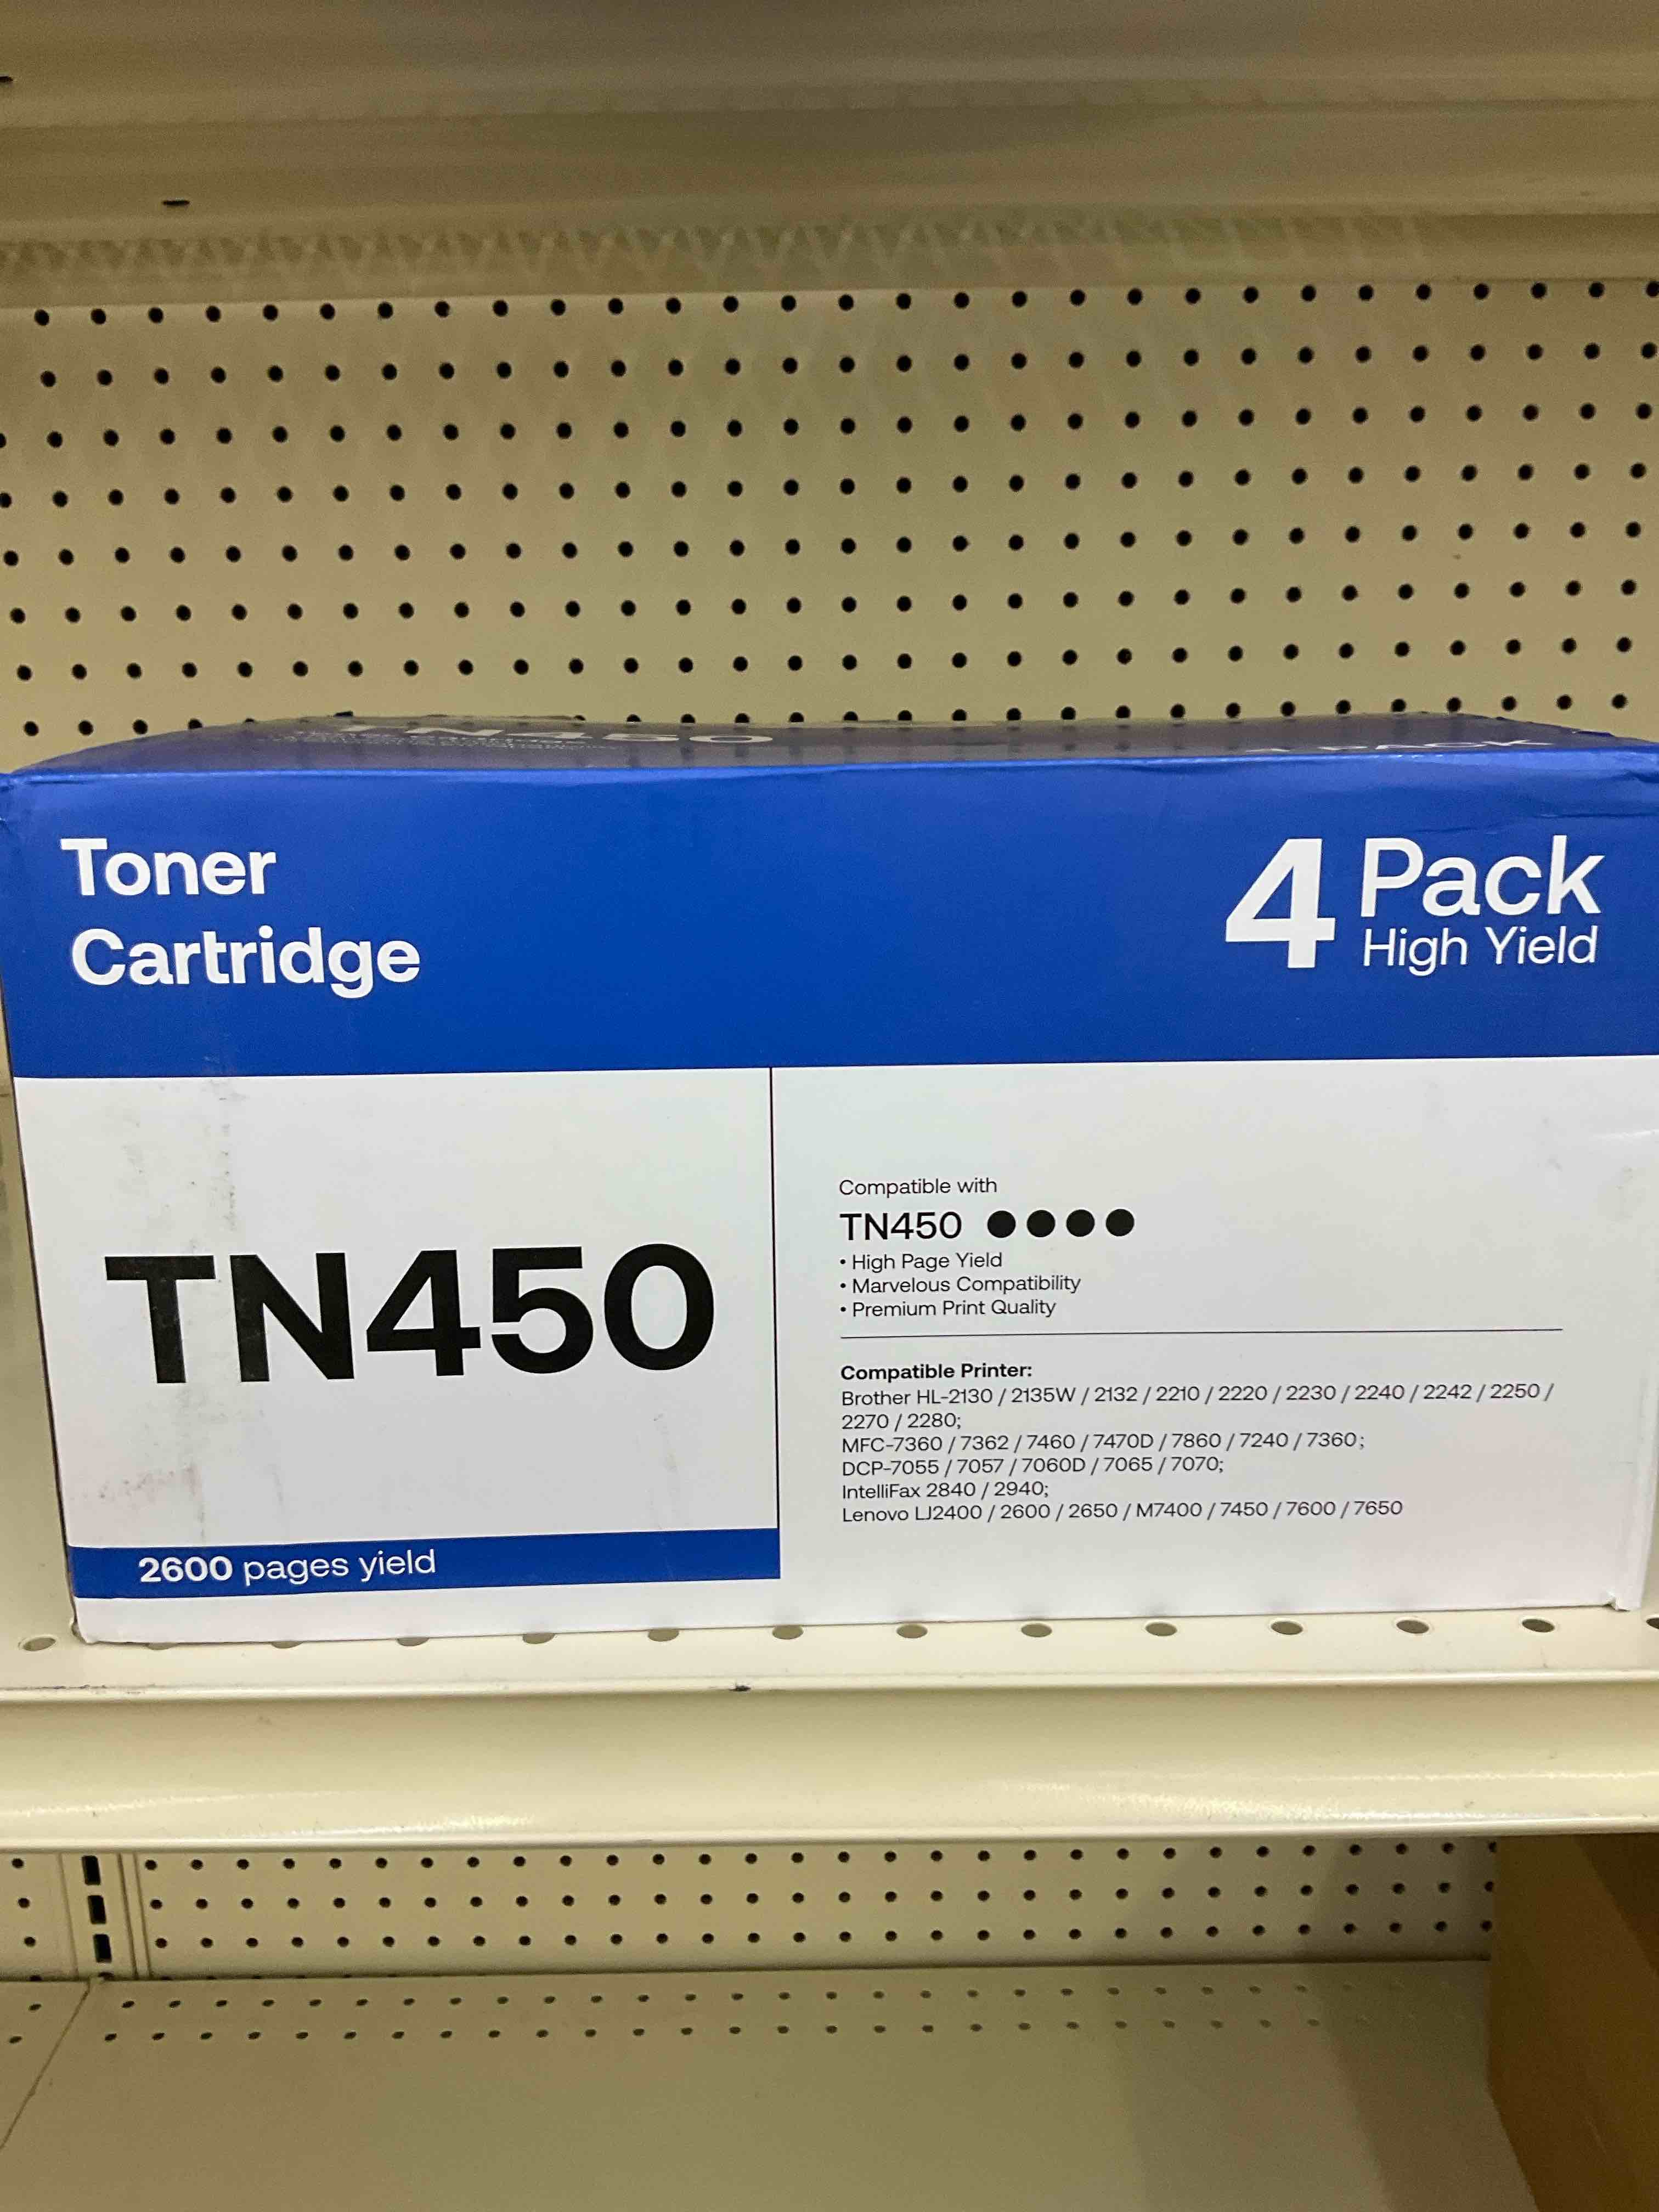 TN450
4 PACK
Toner
Cartridge
4 Pack
High Yield
TN450
2600 pages yield
Compatible with
TN450
• High Page Yield
• Marvelous Compatibility
• Premium Print Quality
Compatible Printer:
Brother HL-2130 / 2135W / 2132 / 2210 / 2220 / 2230 / 2240 / 2242 / 2250 /
2270 / 2280;
MFC-7360 / 7362 / 7460 / 7470D / 7860 / 7240 / 7360;
DCP-7055 / 7057 / 7060D / 7065 / 7070;
IntelliFax 2840 / 2940;
Lenovo LJ2400 / 2600 / 2650 / M7400 / 7450 / 7600 / 7650